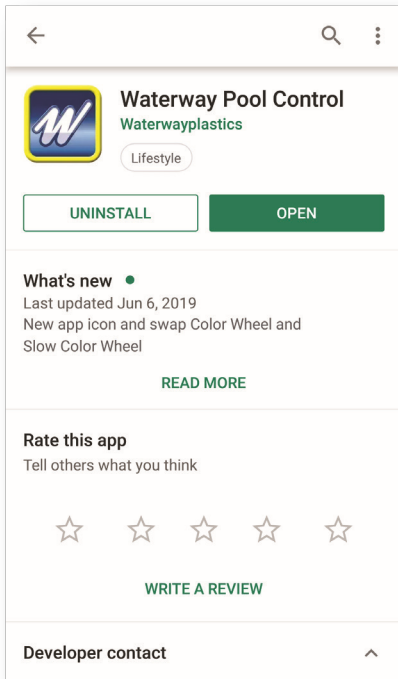 Waterway Pool Control
Waterwayplastics
Lifestyle
UNINSTALL
OPEN
What's new
Last updated Jun 6, 2019
New app icon and swap Color Wheel and
Slow Color Wheel
READ MORE
Rate this app
Tell others what you think
WRITE A REVIEW
Developer contact